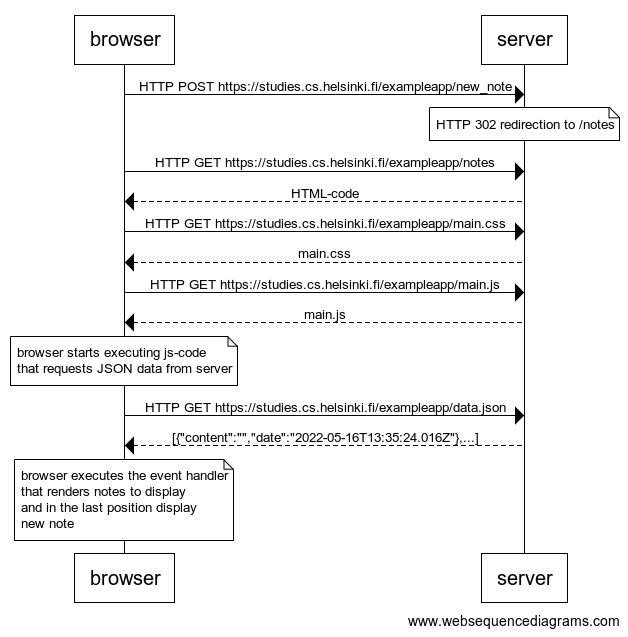 browser
server
HTTP POST https://studies.cs.helsinki.fi/exampleapp/new_note
HTTP 302 redirection to /notes
HTTP GET https://studies.cs.helsinki.fi/exampleapp/notes
HTML-code
HTTP GET https://studies.cs.helsinki.fi/exampleapp/main.css
main.css
HTTP GET https://studies.cs.helsinki.fi/exampleapp/main.js
main.js
browser starts executing js-code
that requests JSON data from server
HTTP GET https://studies.cs.helsinki.fi/exampleapp/data.json
[{"content":"","date":"2022-05-16T13:35:24.016Z"},...]
browser executes the event handler
that renders notes to display
and in the last position display
new note
browser
server
www.websequencediagrams.com